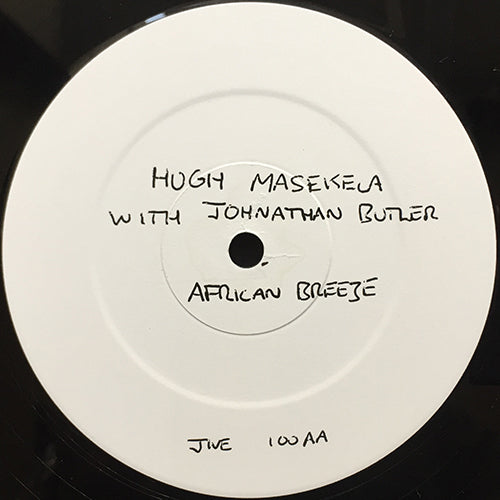 HUGH MASEKELA
WITH JOHNATHAN BUTLER
AFRICAN BREEZE
JIVE 100AA